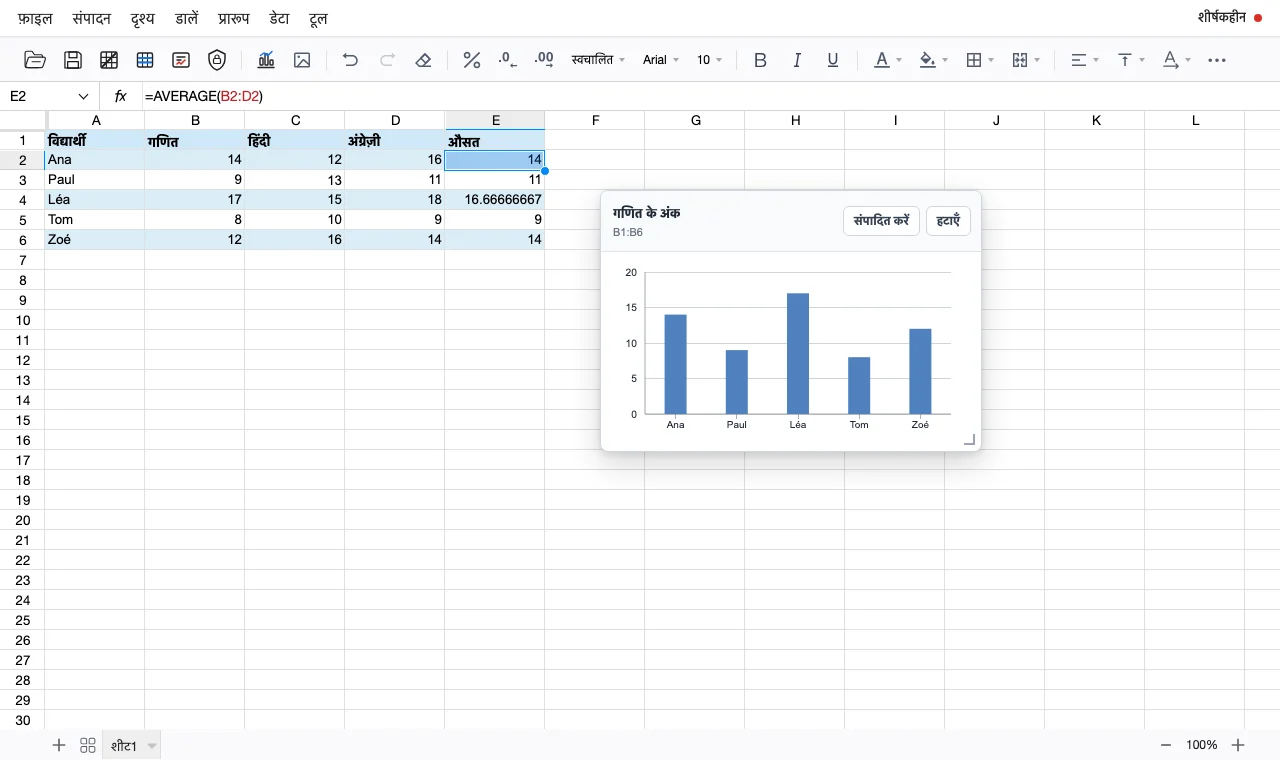 फ़ाइल संपादन दृश्य डालें प्रारूप डेटा टूल शीर्षकहीन
% .0 .00 स्वचालित Arial 10 B I U A A
E2 fx =AVERAGE(B2:D2)
A B C D E F G H I J K L
1 विद्यार्थी गणित हिंदी अंग्रेज़ी औसत
2 Ana 14 12 16 14
3 Paul 9 13 11 11
4 Léa 17 15 18 16.66666667
5 Tom 8 10 9 9
6 Zoé 12 16 14 14
7
8
9
10
11
12
13
14
15
16
17
18
19
20
21
22
23
24
25
26
27
28
29
30
गणित के अंक
B1:B6
संपादित करें हटाएँ
20
15
10
5
0
Ana Paul Léa Tom Zoé
शीट1 100%